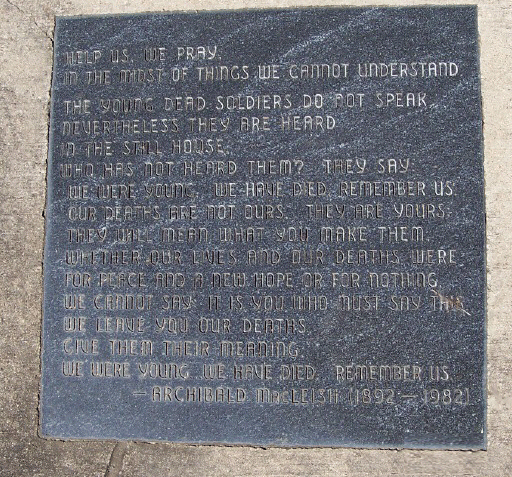 HELP US, WE PRAY,
IN THE MIDST OF THINGS WE CANNOT UNDERSTAND.
THE YOUNG DEAD SOLDIERS DO NOT SPEAK.
NEVERTHELESS THEY ARE HEARD
IN THE STILL HOUSE:
WHO HAS NOT HEARD THEM? THEY SAY:
WE WERE YOUNG. WE HAVE DIED. REMEMBER US.
OUR DEATHS ARE NOT OURS: THEY ARE YOURS:
THEY WILL MEAN WHAT YOU MAKE THEM.
WHETHER OUR LIVES AND OUR DEATHS WERE
FOR PEACE AND A NEW HOPE OR FOR NOTHING
WE CANNOT SAY: IT IS YOU WHO MUST SAY THIS.
WE LEAVE YOU OUR DEATHS.
GIVE THEM THEIR MEANING.
WE WERE YOUNG. WE HAVE DIED. REMEMBER US.
— ARCHIBALD MacLEISH (1892 — 1982)